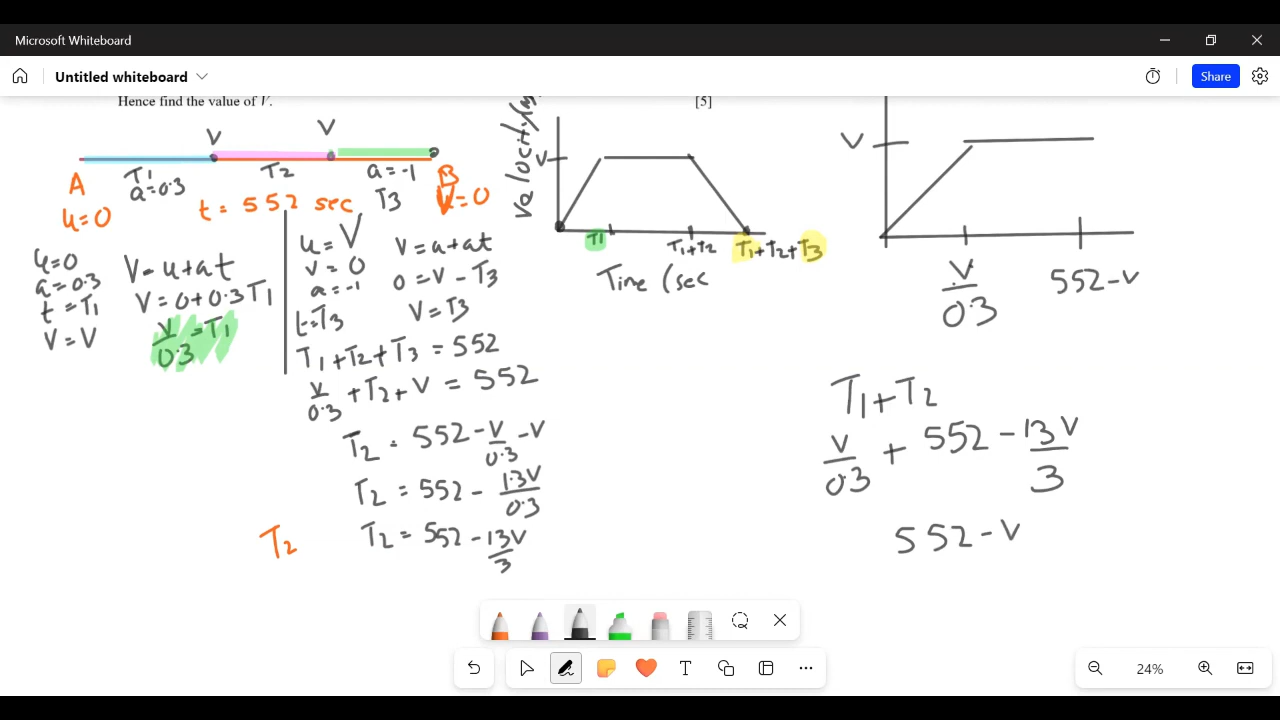 Microsoft Whiteboard
Untitled whiteboard
Share
Hence find the value of V.
[5]
V V
T1 T2 a = -1
a = 0.3 T3
A B
u = 0 t = 552 sec V = 0
u = 0
a = 0.3
t = T1
V = V
V = u + at
V = 0 + 0.3 T1
V/0.3 = T1
u = V
v = 0
a = -1
t = T3
V = u + at
0 = V - T3
V = T3
T1 + T2 + T3 = 552
V/0.3 + T2 + V = 552
T2 = 552 - V/0.3 - V
T2 = 552 - 1.3V/0.3
T2 T2 = 552 - 13V/3
V
T1 T1+T2 T1+T2+T3
Time (sec
V
V/0.3 552 - V
T1 + T2
V/0.3 + 552 - 13V/3
552 - V
T
24%